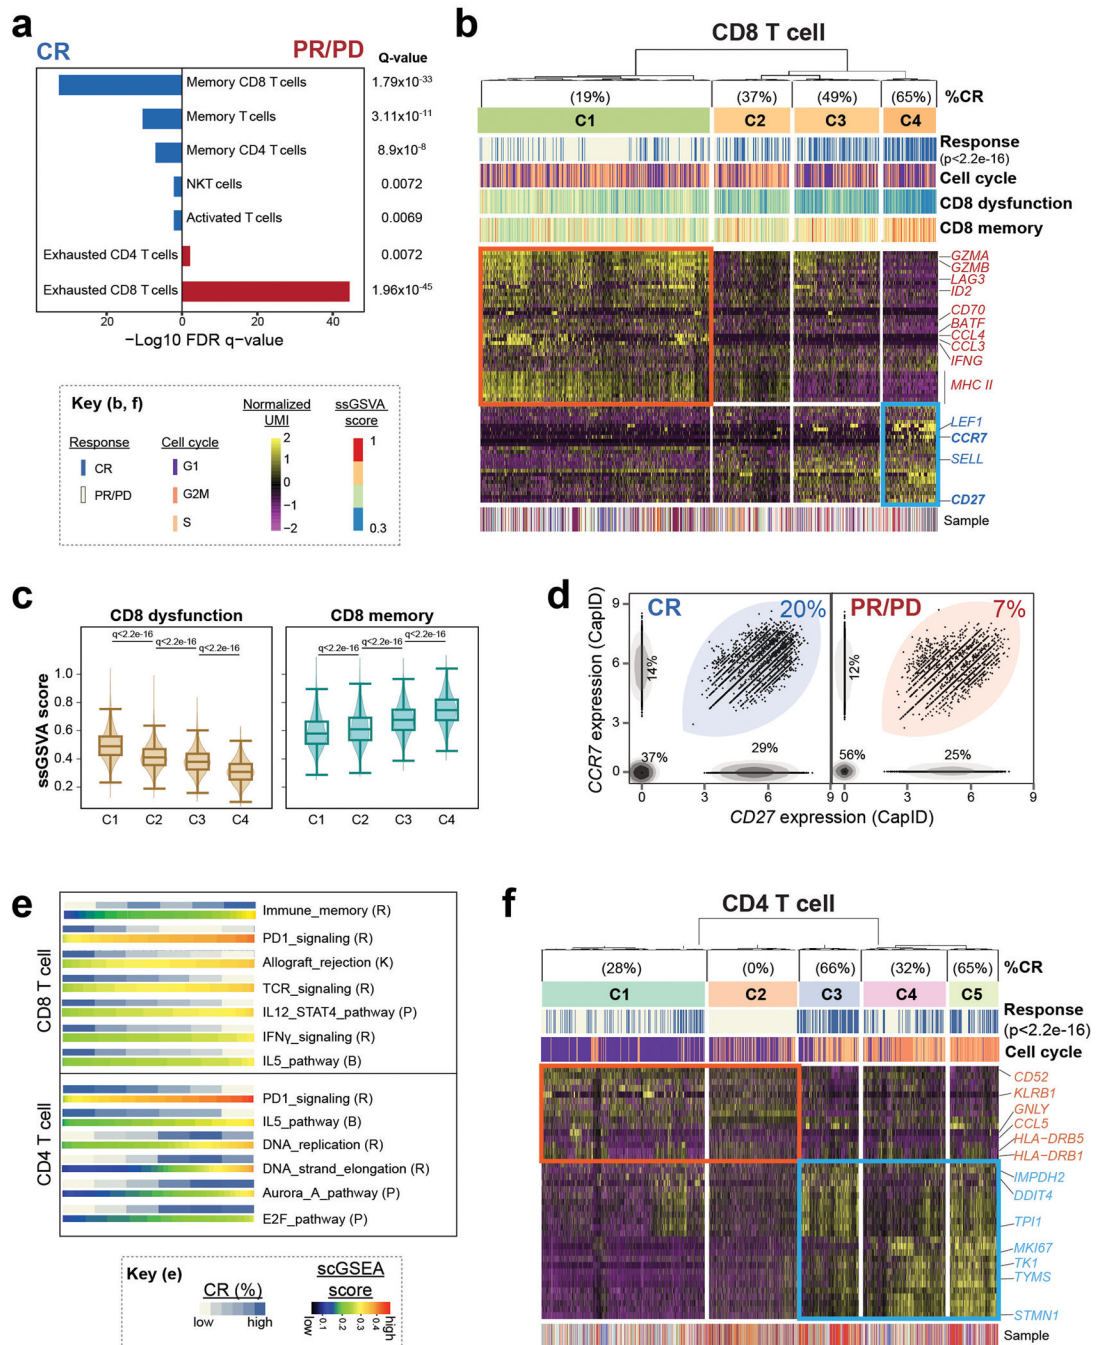 a
CR
PR/PD
Q-value
Memory CD8 T cells
1.79x10-33
Memory T cells
3.11x10-11
Memory CD4 T cells
8.9x10-8
NKT cells
0.0072
Activated T cells
0.0069
Exhausted CD4 T cells
0.0072
Exhausted CD8 T cells
1.96x10-45
20 0 20 40
−Log10 FDR q−value
Key (b, f)
Response
CR
PR/PD
Cell cycle
G1
G2M
S
Normalized
UMI
2
1
0
−1
−2
ssGSVA
score
1
0.3
b
CD8 T cell
(19%) (37%) (49%) (65%) %CR
C1 C2 C3 C4
Response
(p<2.2e-16)
Cell cycle
CD8 dysfunction
CD8 memory
GZMA
GZMB
LAG3
ID2
CD70
BATF
CCL4
CCL3
IFNG
MHC II
LEF1
CCR7
SELL
CD27
Sample
c
CD8 dysfunction
CD8 memory
q<2.2e-16 q<2.2e-16 q<2.2e-16
q<2.2e-16 q<2.2e-16 q<2.2e-16
ssGSVA score
1.0
0.8
0.6
0.4
0.2
C1 C2 C3 C4
C1 C2 C3 C4
d
CR 20%
PR/PD 7%
CCR7 expression (CapID)
9
6
3
0
14%
37%
29%
12%
56%
25%
0 3 6 9 0 3 6 9
CD27 expression (CapID)
e
CD8 T cell
Immune_memory (R)
PD1_signaling (R)
Allograft_rejection (K)
TCR_signaling (R)
IL12_STAT4_pathway (P)
IFNγ_signaling (R)
IL5_pathway (B)
CD4 T cell
PD1_signaling (R)
IL5_pathway (B)
DNA_replication (R)
DNA_strand_elongation (R)
Aurora_A_pathway (P)
E2F_pathway (P)
Key (e)
CR (%)
low high
scGSEA
score
low 0.1 0.2 0.3 0.4 high
f
CD4 T cell
(28%) (0%) (66%) (32%) (65%) %CR
C1 C2 C3 C4 C5
Response
(p<2.2e-16)
Cell cycle
CD52
KLRB1
GNLY
CCL5
HLA−DRB5
HLA−DRB1
IMPDH2
DDIT4
TPI1
MKI67
TK1
TYMS
STMN1
Sample